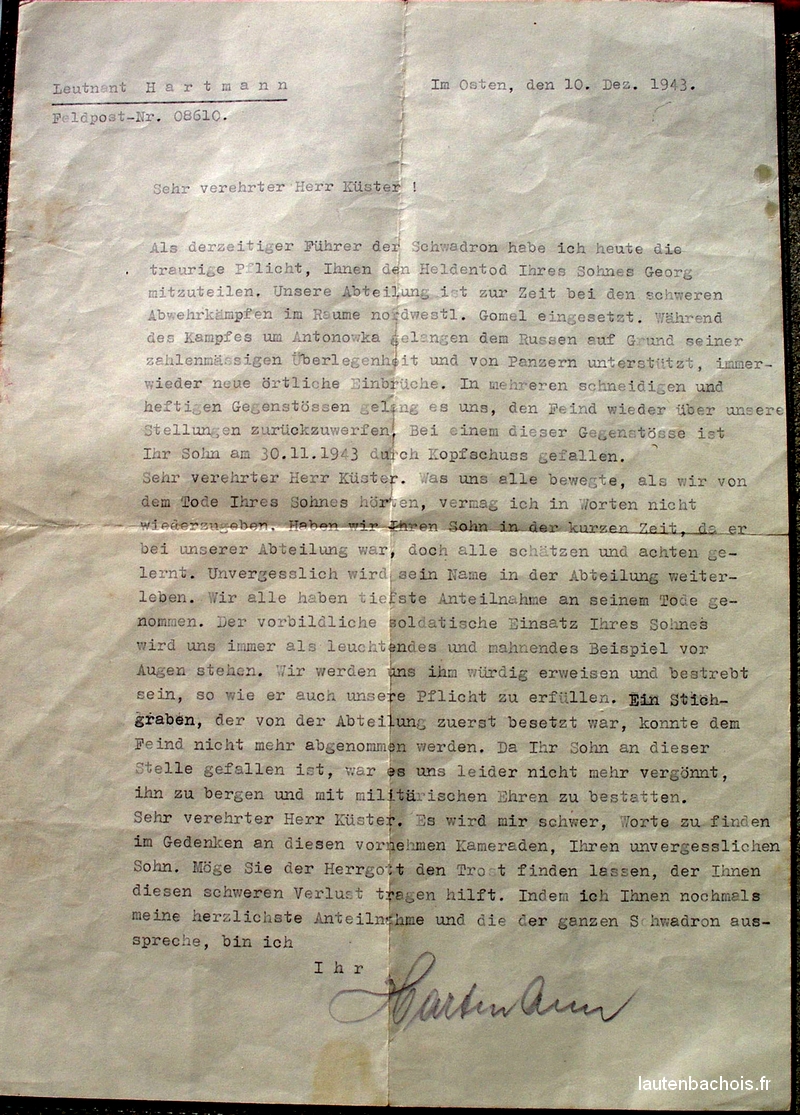 Leutnant H a r t m a n n
Im Osten, den 10. Dez. 1943.
Feldpost-Nr. 08610.
Sehr verehrter Herr Küster !
Als derzeitiger Führer der Schwadron habe ich heute die
traurige Pflicht, Ihnen den Heldentod Ihres Sohnes Georg
mitzuteilen. Unsere Abteilung ist zur Zeit bei den schweren
Abwehrkämpfen im Raume nordwestl. Gomel eingesetzt. Während
des Kampfes um Antonowka gelangen dem Russen auf Grund seiner
zahlenmässigen Überlegenheit und von Panzern unterstützt, immer-
wieder neue örtliche Einbrüche. In mehreren schneidigen und
heftigen Gegenstössen gelang es uns, den Feind wieder über unsere
Stellungen zurückzuwerfen, Bei einem dieser Gegenstösse ist
Ihr Sohn am 30.11.1943 durch Kopfschuss gefallen.
Sehr verehrter Herr Küster. Was uns alle bewegte, als wir von
dem Tode Ihres Sohnes hörten, vermag ich in Worten nicht
wiederzugeben. Haben wir Ihren Sohn in der kurzen Zeit, da er
bei unserer Abteilung war, doch alle schätzen und achten ge-
lernt. Unvergesslich wird sein Name in der Abteilung weiter-
leben. Wir alle haben tiefste Anteilnahme an seinem Tode ge-
nommen. Der vorbildliche soldatische Einsatz Ihres Sohnes
wird uns immer als leuchtendes und mahnendes Beispiel vor
Augen stehen. Wir werden uns ihm würdig erweisen und bestrebt
sein, so wie er auch unsere Pflicht zu erfüllen. Ein Stich-
graben, der von der Abteilung zuerst besetzt war, konnte dem
Feind nicht mehr abgenommen werden. Da Ihr Sohn an dieser
Stelle gefallen ist, war es uns leider nicht mehr vergönnt,
ihn zu bergen und mit militärischen Ehren zu bestatten.
Sehr verehrter Herr Küster. Es wird mir schwer, Worte zu finden
im Gedenken an diesen vornehmen Kameraden, Ihren unvergesslichen
Sohn. Möge Sie der Herrgott den Trost finden lassen, der Ihnen
diesen schweren Verlust tragen hilft. Indem ich Ihnen nochmals
meine herzlichste Anteilnahme und die der ganzen Schwadron aus-
spreche, bin ich
I h r
Hartmann
lautenbachois.fr